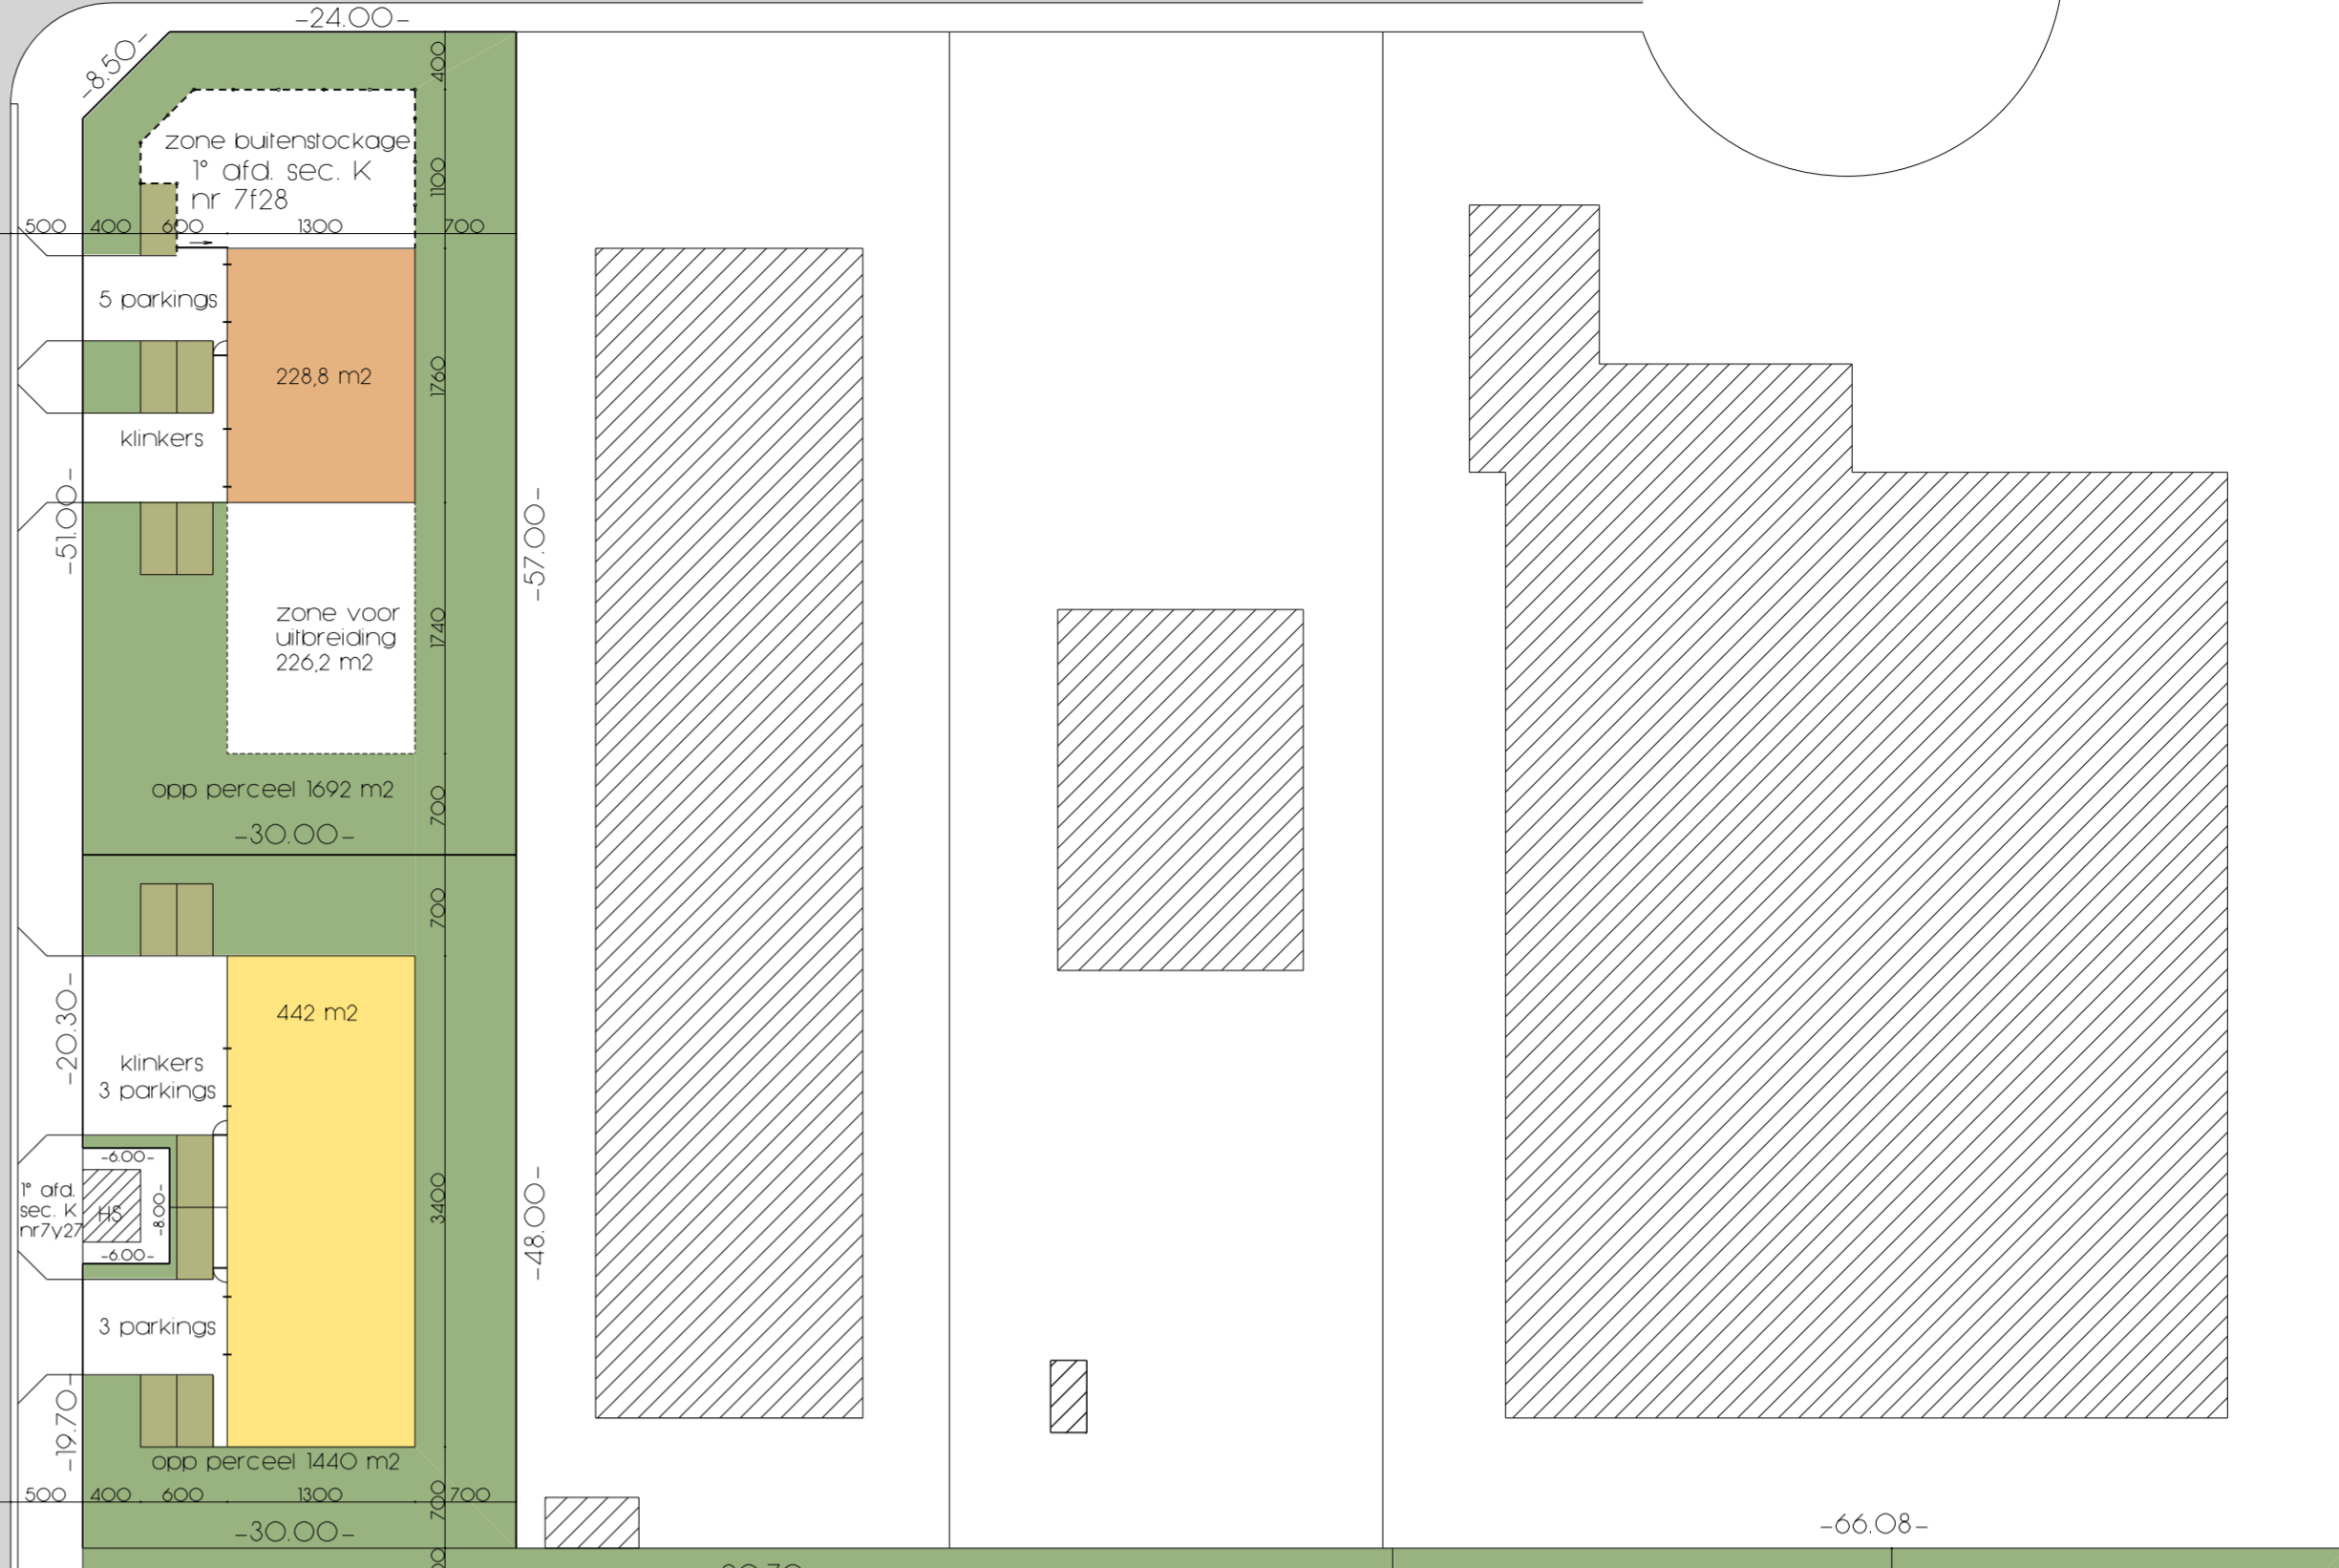 -24.00-
-8.50-
400
zone buitenstockage
1° afd. sec. K
nr 7f28
1100
500 400 600 1300 700
5 parkings
228,8 m2
1760
klinkers
-51.00-
-57.00-
zone voor
uitbreiding
226,2 m2
1740
opp perceel 1692 m2
700
-30.00-
700
442 m2
-20.30-
klinkers
3 parkings
-6.00-
1° afd.
sec. K
nr7y27
HS
-8.00-
-6.00-
3400
-48.00-
3 parkings
-19.70-
opp perceel 1440 m2
500 400 600 1300 700
700
-30.00-
-66.08-